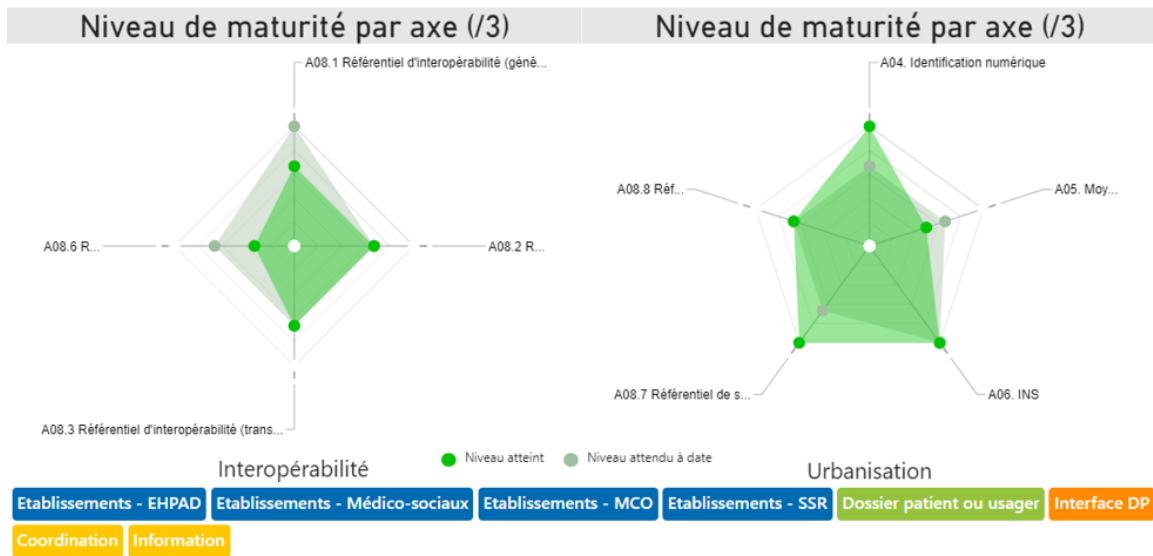 Niveau de maturité par axe (/3)
A08.1 Référentiel d'interopérabilité (géné...
A08.6 R...
A08.2 R...
A08.3 Référentiel d'interopérabilité (trans...
Niveau de maturité par axe (/3)
A04. Identification numérique
A08.8 Réf...
A05. Moy...
A08.7 Référentiel de s...
A06. INS
Niveau atteint Niveau attendu à date
Interopérabilité Urbanisation
Etablissements - EHPAD Etablissements - Médico-sociaux Etablissements - MCO Etablissements - SSR Dossier patient ou usager Interface DP
Coordination Information